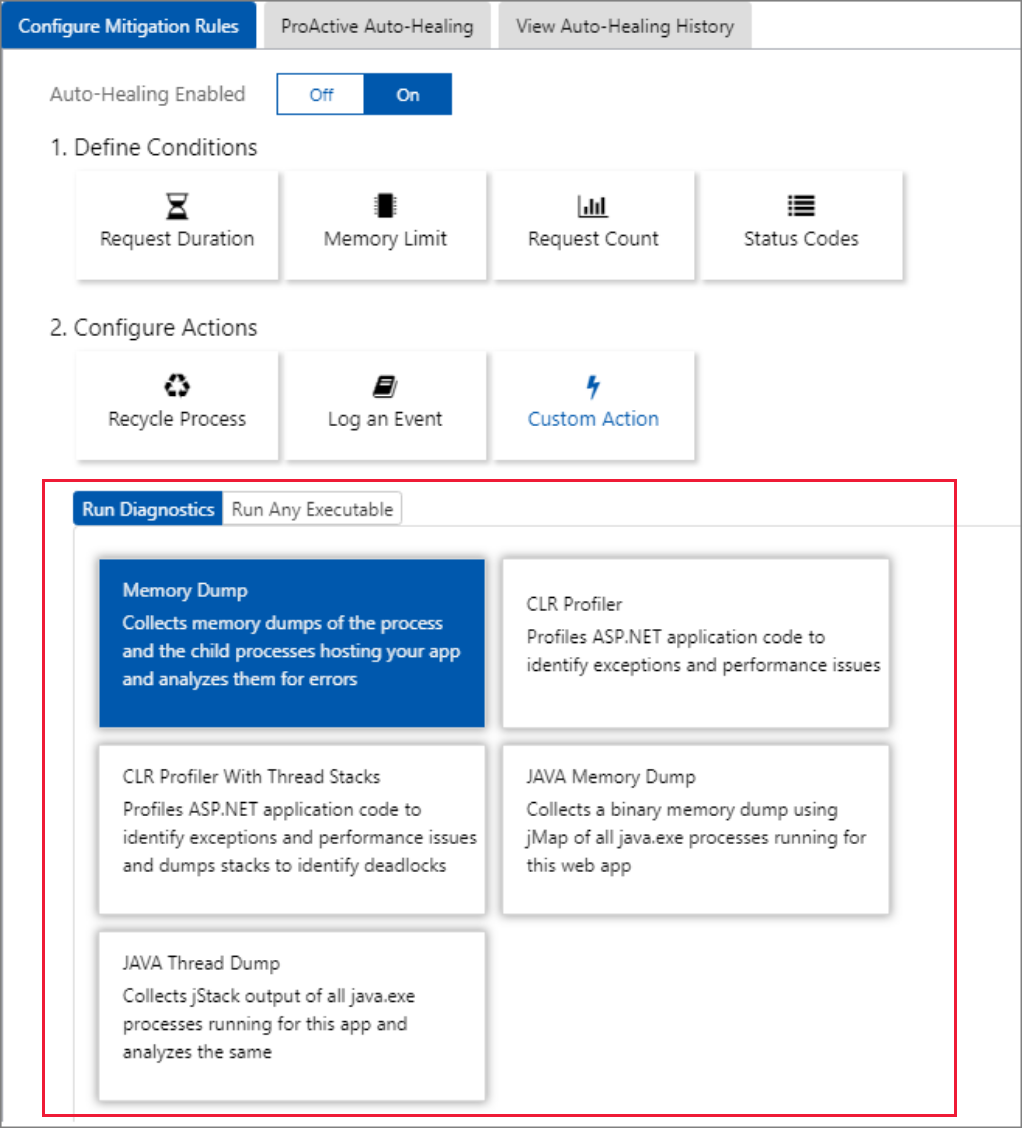 Configure Mitigation Rules
ProActive Auto-Healing
View Auto-Healing History
Auto-Healing Enabled
Off
On
1. Define Conditions
Request Duration
Memory Limit
Request Count
Status Codes
2. Configure Actions
Recycle Process
Log an Event
Custom Action
Run Diagnostics
Run Any Executable
Memory Dump
Collects memory dumps of the process
and the child processes hosting your app
and analyzes them for errors
CLR Profiler
Profiles ASP.NET application code to
identify exceptions and performance issues
CLR Profiler With Thread Stacks
Profiles ASP.NET application code to
identify exceptions and performance issues
and dumps stacks to identify deadlocks
JAVA Memory Dump
Collects a binary memory dump using
jMap of all java.exe processes running for
this web app
JAVA Thread Dump
Collects jStack output of all java.exe
processes running for this app and
analyzes the same